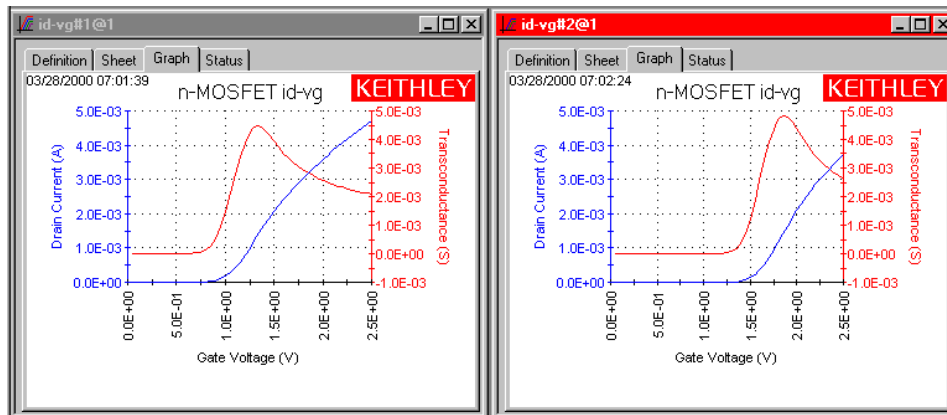 id-vg#1@1
Definition Sheet Graph Status
03/28/2000 07:01:39
n-MOSFET id-vg
KEITHLEY
Drain Current (A)
5.0E-03
4.0E-03
3.0E-03
2.0E-03
1.0E-03
0.0E+00
5.0E-03
4.0E-03
3.0E-03
2.0E-03
1.0E-03
0.0E+00
-1.0E-03
Transconductance (S)
0.0E+00
5.0E-01
1.0E+00
1.5E+00
2.0E+00
2.5E+00
Gate Voltage (V)
id-vg#2@1
Definition Sheet Graph Status
03/28/2000 07:02:24
n-MOSFET id-vg
KEITHLEY
Drain Current (A)
5.0E-03
4.0E-03
3.0E-03
2.0E-03
1.0E-03
0.0E+00
5.0E-03
4.0E-03
3.0E-03
2.0E-03
1.0E-03
0.0E+00
-1.0E-03
Transconductance (S)
0.0E+00
5.0E-01
1.0E+00
1.5E+00
2.0E+00
2.5E+00
Gate Voltage (V)